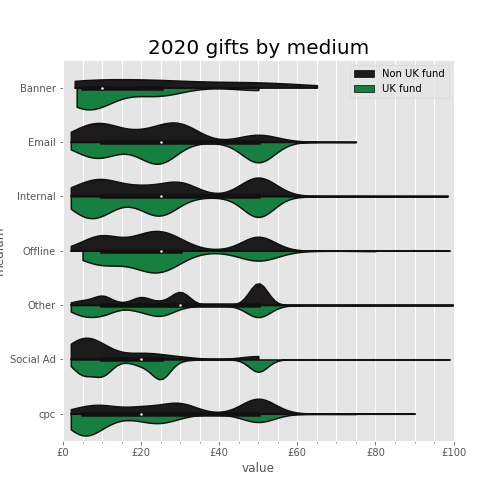 2020 gifts by medium
Non UK fund
UK fund
Banner
Email
Internal
Offline
Other
Social Ad
cpc
medium
£0
£20
£40
£60
£80
£100
value